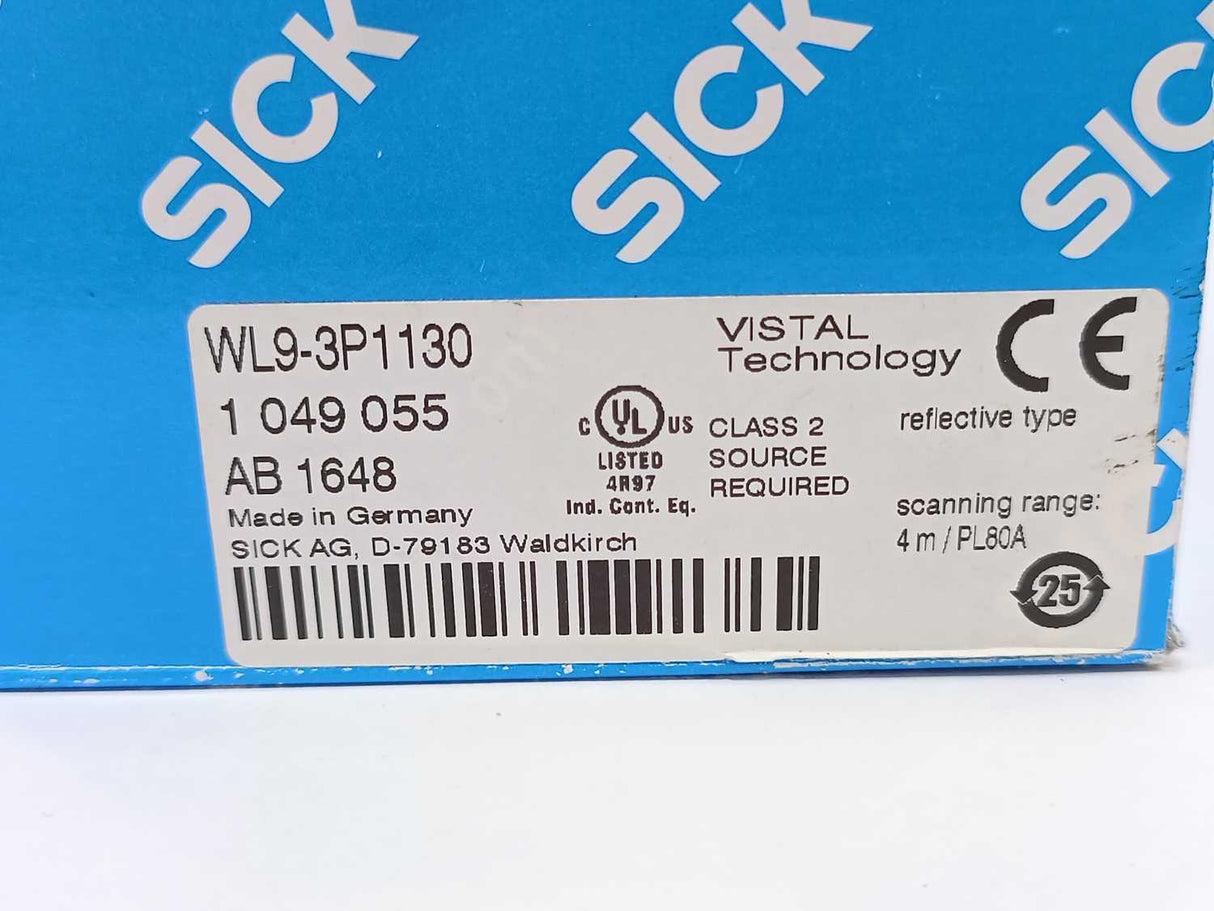 SICK SICK SICK
WL9-3P1130
1 049 055
AB 1648
Made in Germany
SICK AG, D-79183 Waldkirch
C UL US
LISTED
4R97
Ind. Cont. Eq.
VISTAL
Technology
CLASS 2
SOURCE
REQUIRED
CE
reflective type
scanning range:
4 m / PL80A
25